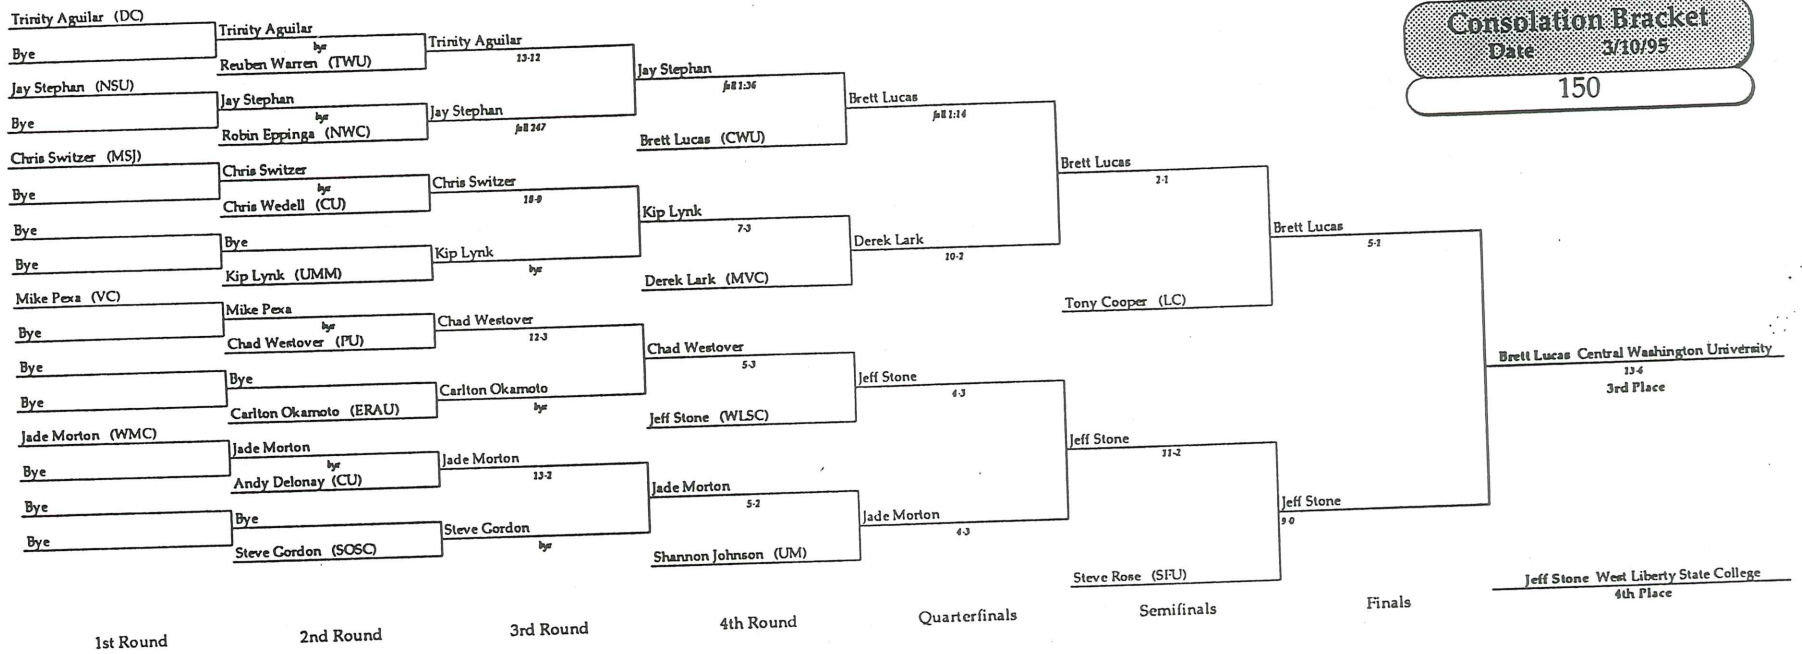 Consolation Bracket
Date 3/10/95
150
Trinity Aguilar (DC)
Bye
Jay Stephan (NSU)
Bye
Chris Switzer (MSJ)
Bye
Bye
Bye
Mike Pexa (VC)
Bye
Bye
Bye
Jade Morton (WMC)
Bye
Bye
Bye
1st Round
Trinity Aguilar
bye
Reuben Warren (TWU)
Jay Stephan
bye
Robin Eppinga (NWC)
Chris Switzer
bye
Chris Wedell (CU)
Bye
Kip Lynk (UMM)
Mike Pexa
bye
Chad Westover (PU)
Bye
Carlton Okamoto (ERAU)
Jade Morton
bye
Andy Delonay (CU)
Bye
Steve Gordon (SOSC)
2nd Round
Trinity Aguilar
13-12
Jay Stephan
fall 247
Chris Switzer
18-0
Kip Lynk
bye
Chad Westover
12-3
Carlton Okamoto
bye
Jade Morton
13-2
Steve Gordon
bye
3rd Round
Jay Stephan
fall 1:36
Brett Lucas (CWU)
Kip Lynk
7-3
Derek Lark (MVC)
Chad Westover
5-3
Jeff Stone (WLSC)
Jade Morton
5-2
Shannon Johnson (UM)
4th Round
Brett Lucas
fall 1:14
Derek Lark
10-2
Jeff Stone
4-3
Jade Morton
4-3
Quarterfinals
Brett Lucas
2-1
Tony Cooper (LC)
Jeff Stone
11-2
Steve Rose (SFU)
Semifinals
Brett Lucas
5-1
Jeff Stone
9-0
Finals
Brett Lucas Central Washington University
13-6
3rd Place
Jeff Stone West Liberty State College
4th Place